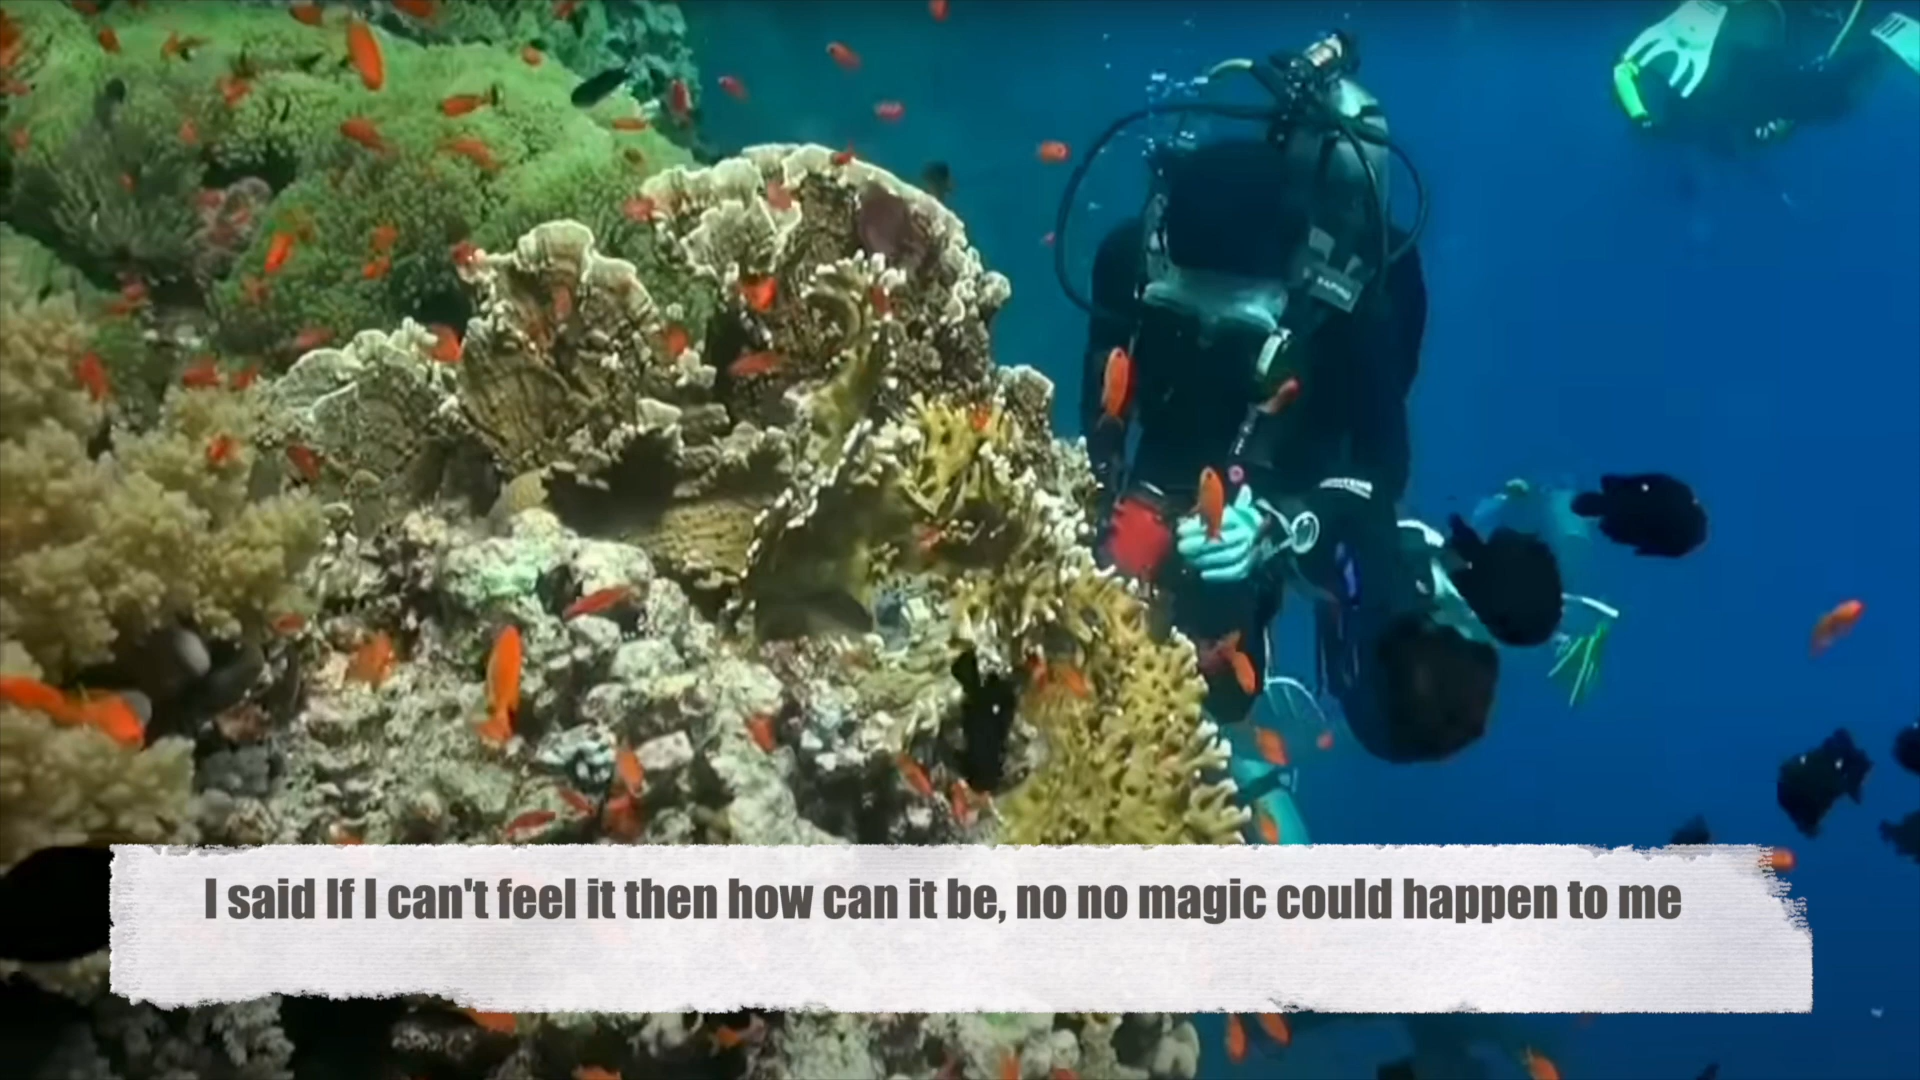 I said If I can't feel it then how can it be, no no magic could happen to me